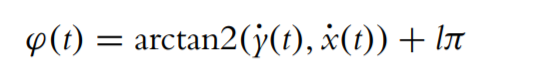 φ(t) = arctan2(ẏ(t), ẋ(t)) + lπ